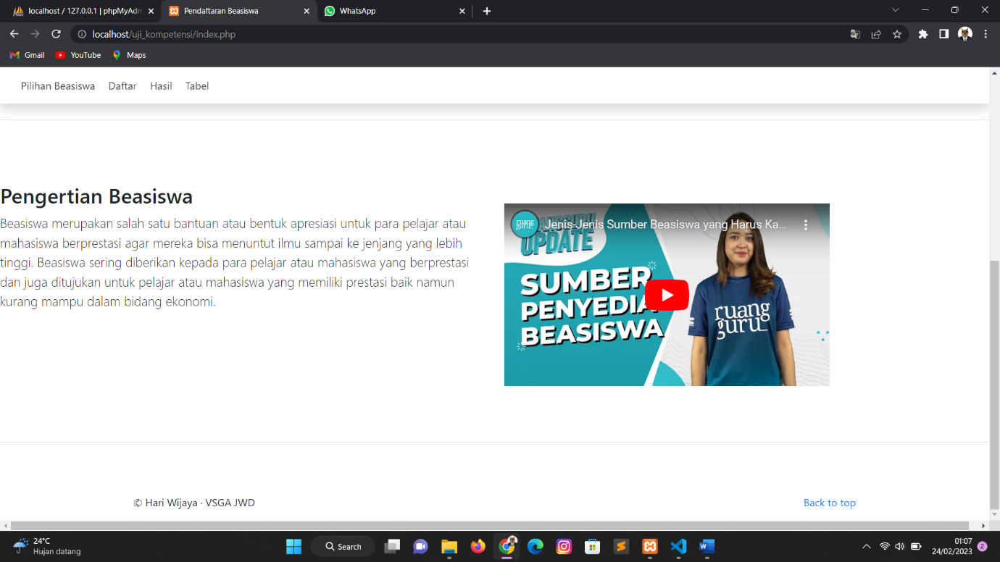 localhost / 127.0.0.1 | phpMyAdm
Pendaftaran Beasiswa
WhatsApp
localhost/uji_kompetensi/index.php
Gmail
YouTube
Maps
Pilihan Beasiswa
Daftar
Hasil
Tabel
Pengertian Beasiswa
Beasiswa merupakan salah satu bantuan atau bentuk apresiasi untuk para pelajar atau
mahasiswa berprestasi agar mereka bisa menuntut ilmu sampai ke jenjang yang lebih
tinggi. Beasiswa sering diberikan kepada para pelajar atau mahasiswa yang berprestasi
dan juga ditujukan untuk pelajar atau mahasiswa yang memiliki prestasi baik namun
kurang mampu dalam bidang ekonomi.
ruang
guru
Jenis-Jenis Sumber Beasiswa yang Harus Ka...
UPDATE
SUMBER
PENYEDIA
BEASISWA
ruang
guru
© Hari Wijaya · VSGA JWD
Back to top
24°C
Hujan datang
Search
01:07
24/02/2023
2